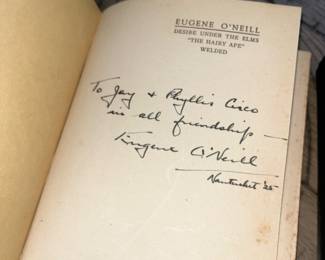 EUGENE O'NEILL
DESIRE UNDER THE ELMS
"THE HAIRY APE"
WELDED
To Jay & Phyllis Cisco
in all friendship —
Eugene O'Neill
Nantucket '25